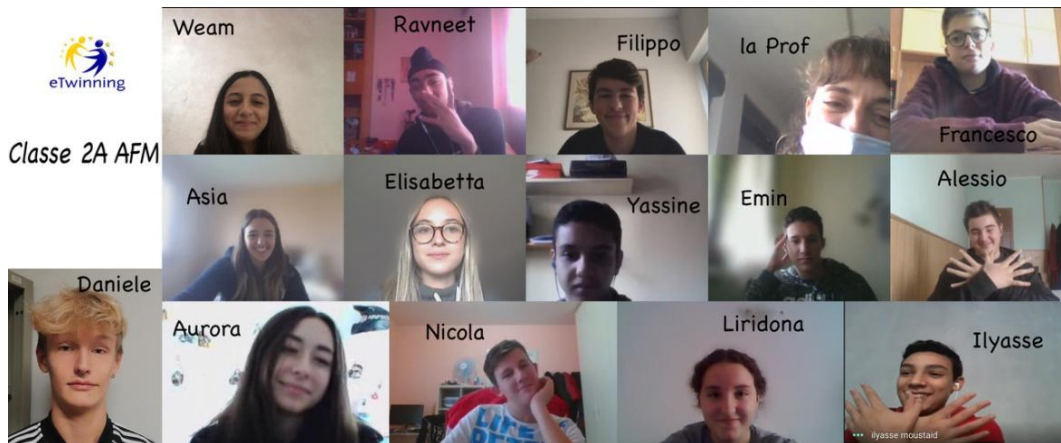 eTwinning
Classe 2A AFM
Weam
Ravneet
Filippo
la Prof
Francesco
Asia
Elisabetta
Yassine
Emin
Alessio
Daniele
Aurora
Nicola
Liridona
Ilyasse
LIFE
ilyasse moustaid